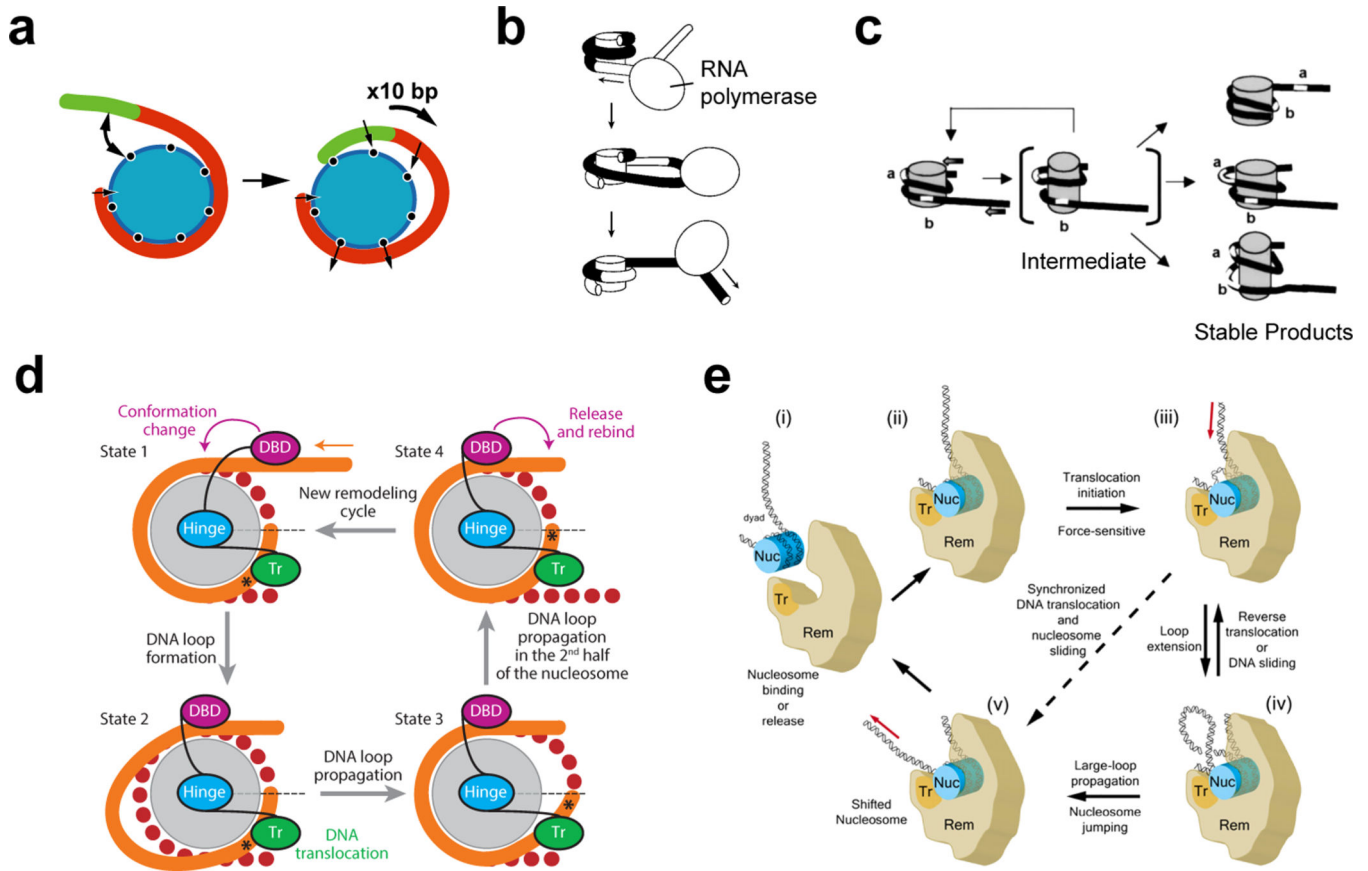 a
x10 bp
b
RNA
polymerase
c
a
b
a
b
b
a
b
a
b
Intermediate
Stable Products
d
Conformation
change
DBD
State 1
Hinge
*
Tr
New remodeling
cycle
State 4
DBD
Release
and rebind
Hinge
*
Tr
DNA loop
formation
DNA loop
propagation
in the 2nd half
of the nucleosome
State 2
DBD
Hinge
*
Tr
DNA
translocation
DNA loop
propagation
State 3
DBD
Hinge
*
Tr
e
(i)
dyad
Nuc
Tr
Rem
(ii)
Tr
Nuc
Rem
Translocation
initiation
Force-sensitive
(iii)
Tr
Nuc
Rem
Synchronized
DNA translocation
and
nucleosome
sliding
Loop
extension
Reverse
translocation
or
DNA sliding
Nucleosome
binding
or
release
(v)
Tr
Nuc
Rem
Shifted
Nucleosome
Large-loop
propagation
Nucleosome
jumping
(iv)
Tr
Nuc
Rem